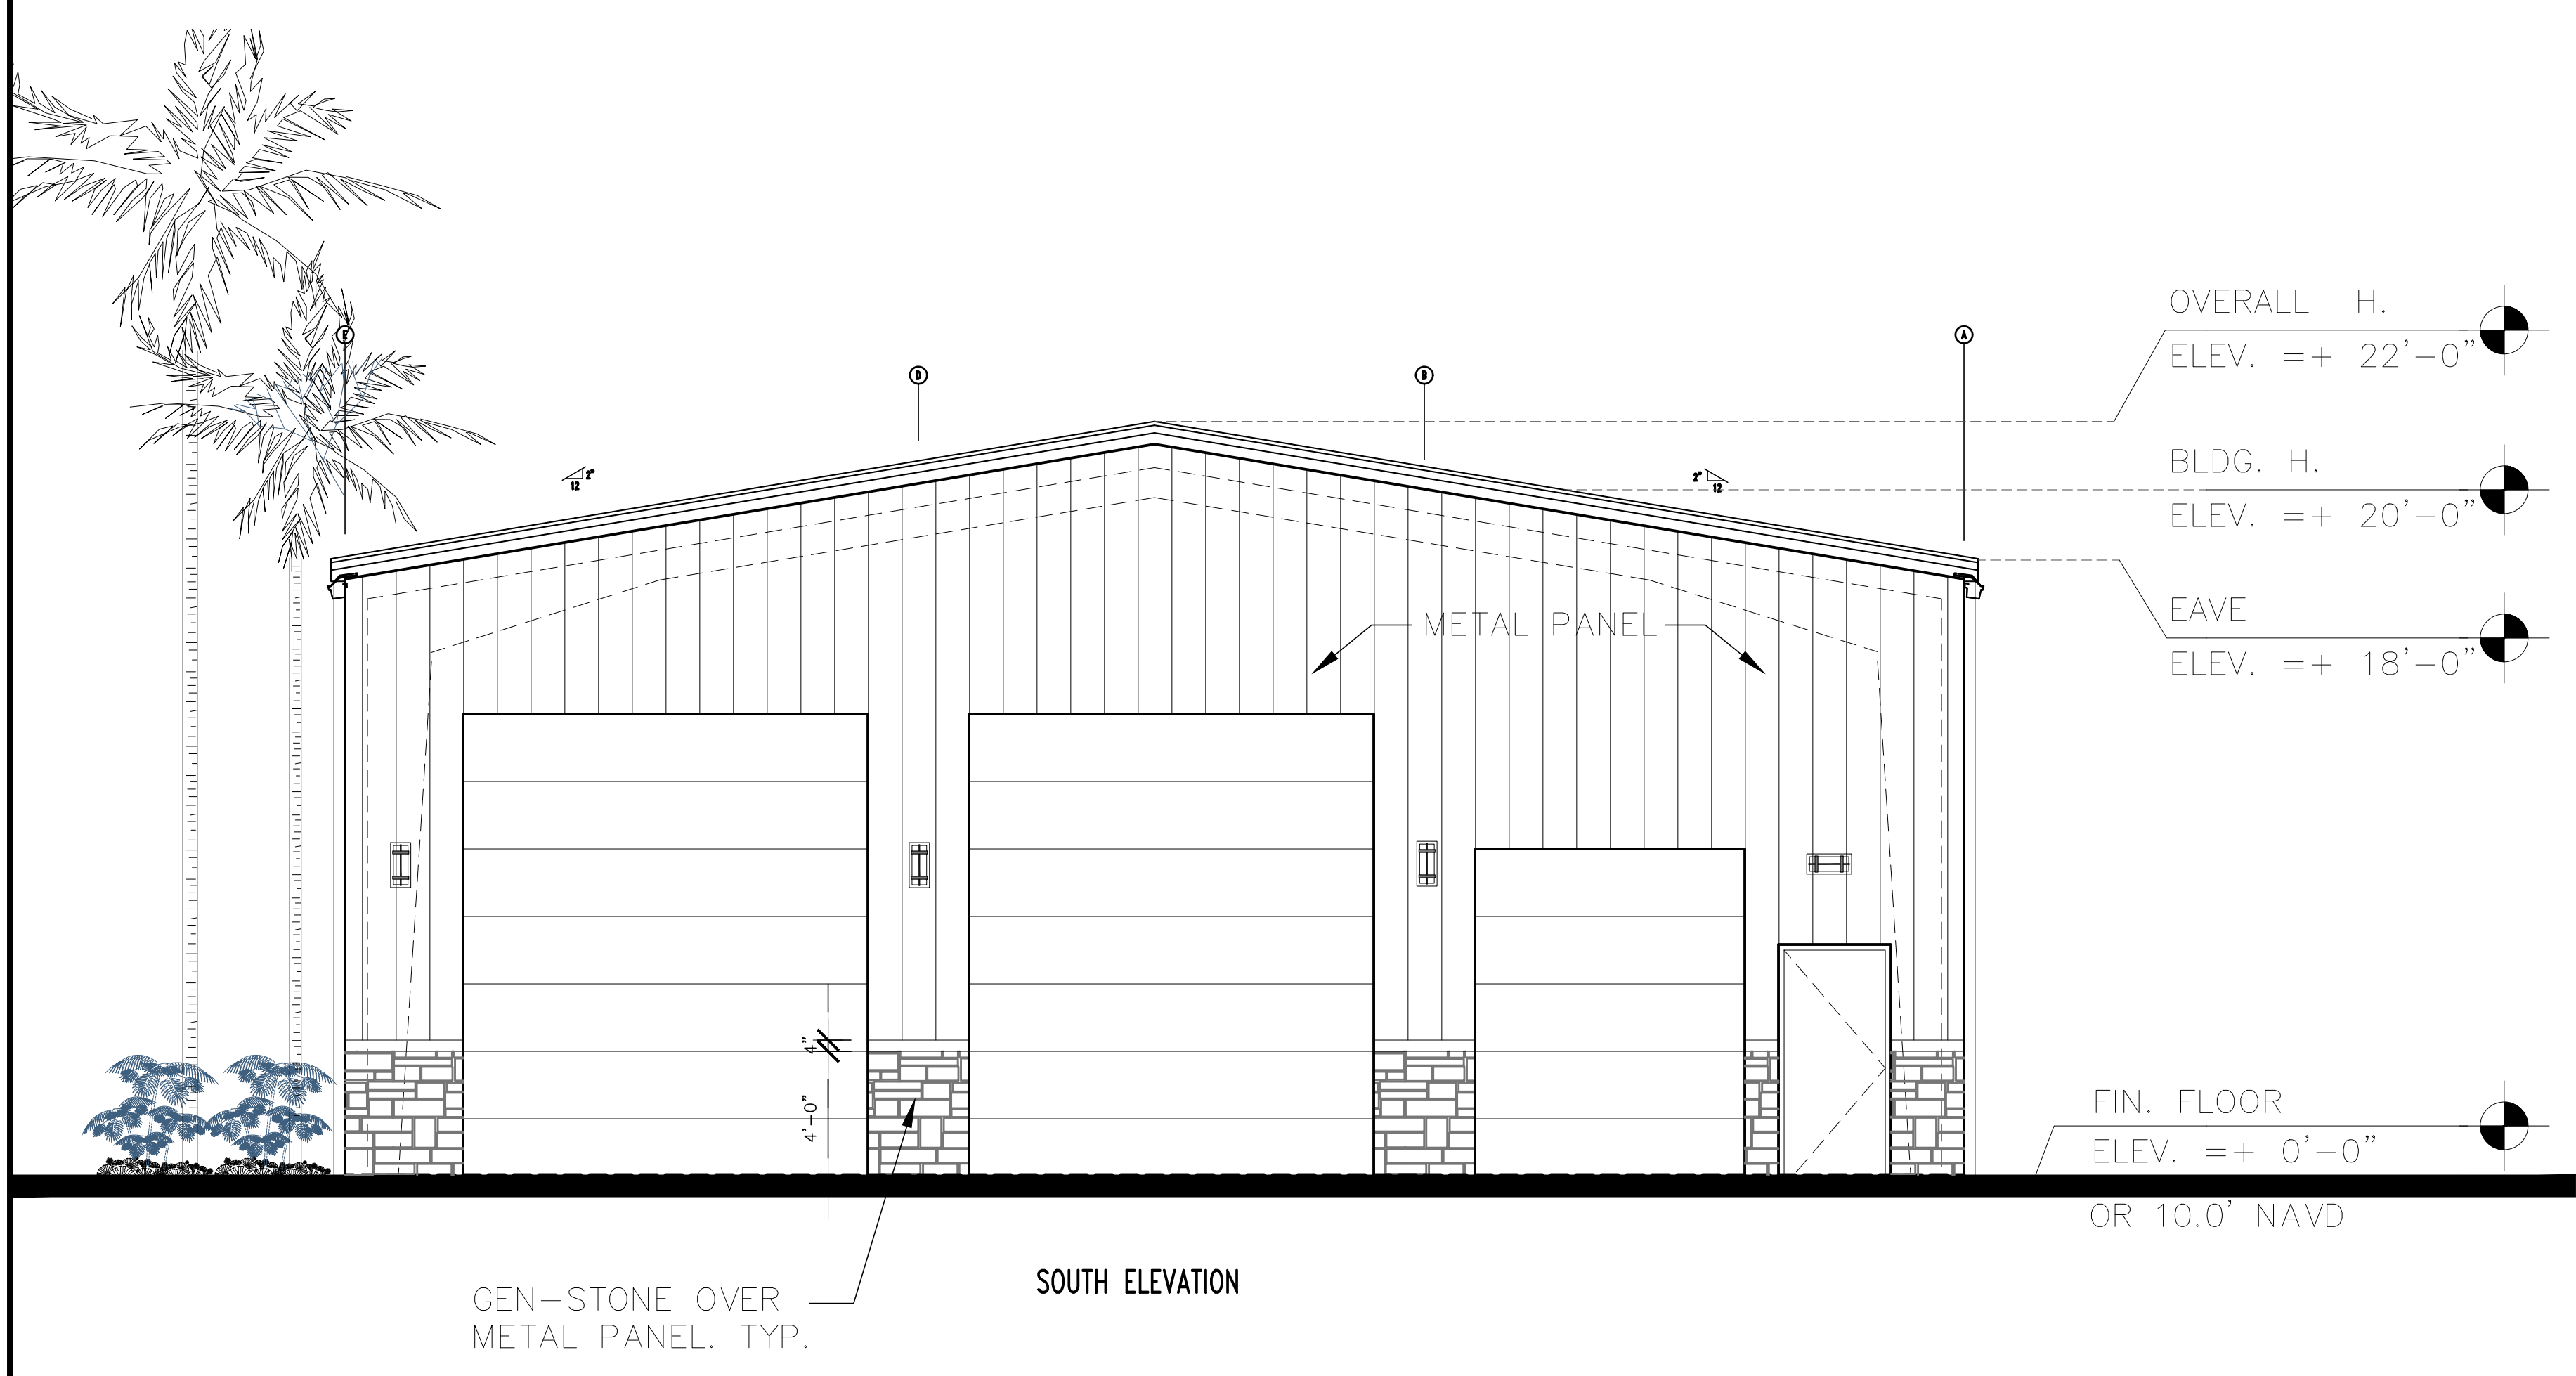 OVERALL H.
ELEV. =+ 22'-0"
E
D
B
A
BLDG. H.
ELEV. =+ 20'-0"
2"
12
2"
12
EAVE
ELEV. =+ 18'-0"
METAL PANEL
4"
4'-0"
FIN. FLOOR
ELEV. =+ 0'-0"
OR 10.0' NAVD
SOUTH ELEVATION
GEN-STONE OVER
METAL PANEL. TYP.